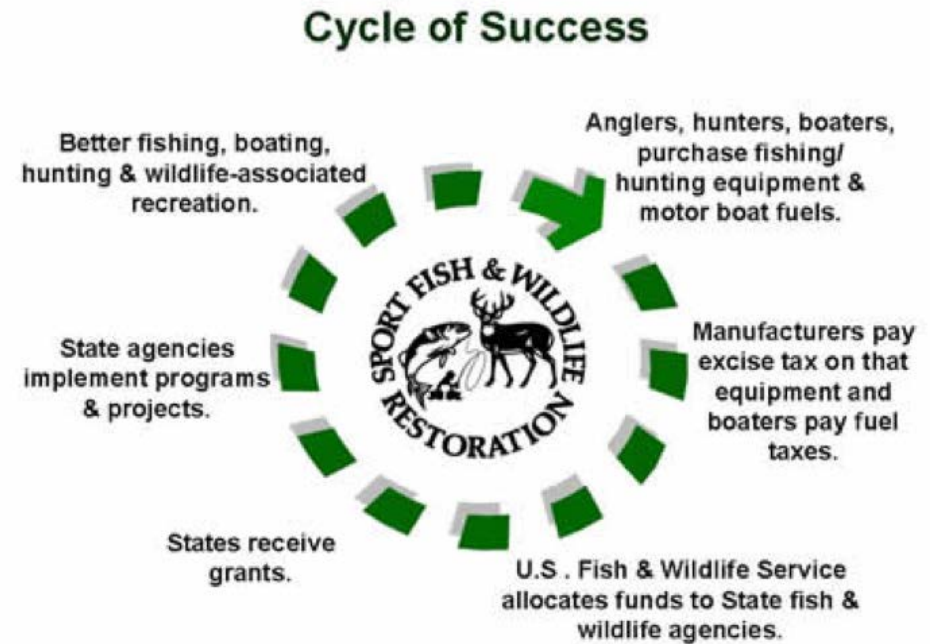 Cycle of Success
Anglers, hunters, boaters,
purchase fishing/
hunting equipment &
motor boat fuels.
Manufacturers pay
excise tax on that
equipment and
boaters pay fuel
taxes.
U.S . Fish & Wildlife Service
allocates funds to State fish &
wildlife agencies.
States receive
grants.
State agencies
implement programs
& projects.
Better fishing, boating,
hunting & wildlife-associated
recreation.
SPORT FISH & WILDLIFE
RESTORATION